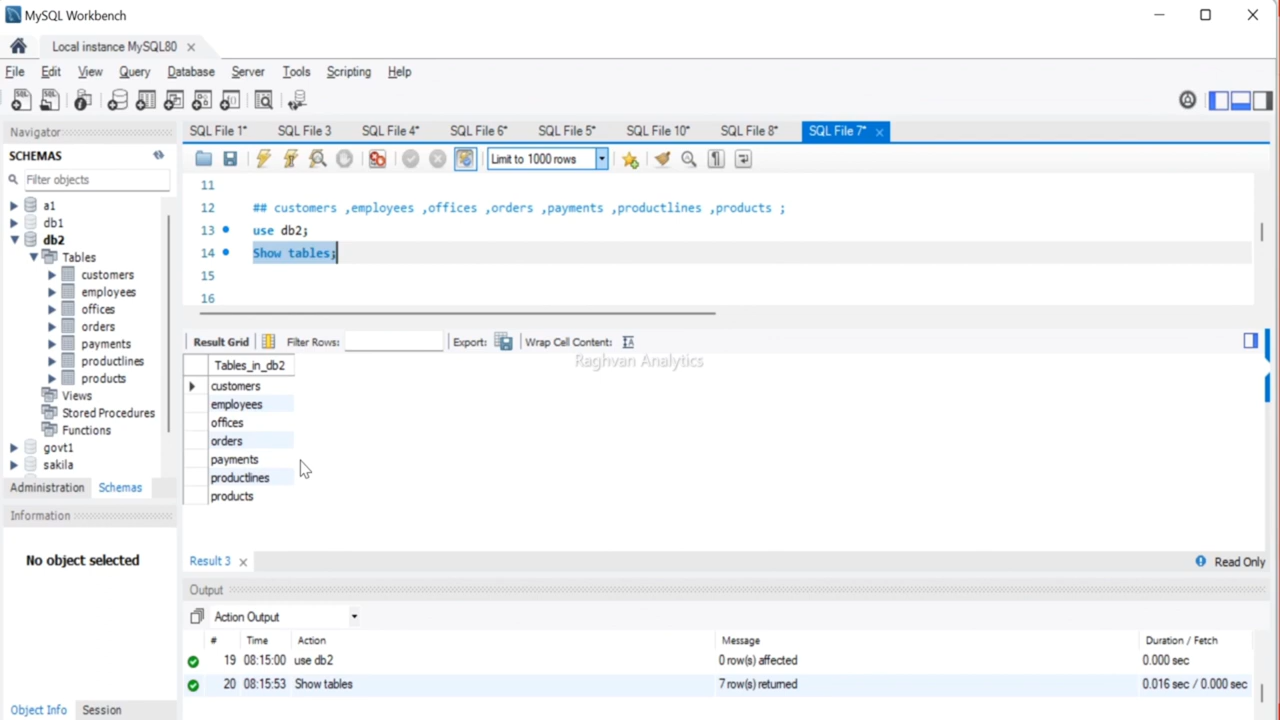 MySQL Workbench
Local instance MySQL80
File Edit View Query Database Server Tools Scripting Help
Navigator
SCHEMAS
Filter objects
a1
db1
db2
Tables
customers
employees
offices
orders
payments
productlines
products
Views
Stored Procedures
Functions
govt1
sakila
Administration Schemas
Information
No object selected
Object Info Session
SQL File 1* SQL File 3 SQL File 4* SQL File 6* SQL File 5* SQL File 10* SQL File 8* SQL File 7*
Limit to 1000 rows
11
12 ## customers ,employees ,offices ,orders ,payments ,productlines ,products ;
13 use db2;
14 Show tables;
15
16
Result Grid Filter Rows: Export: Wrap Cell Content:
Raghvan Analytics
Tables_in_db2
customers
employees
offices
orders
payments
productlines
products
Result 3 Read Only
Output
Action Output
# Time Action Message Duration / Fetch
19 08:15:00 use db2 0 row(s) affected 0.000 sec
20 08:15:53 Show tables 7 row(s) returned 0.016 sec / 0.000 sec